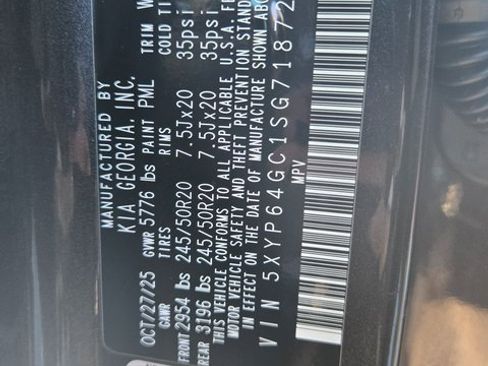 MANUFACTURED BY
KIA GEORGIA, INC.
OCT/27/25 GVWR 5776 lbs PAINT PML TRIM W
GAWR TIRES RIMS COLD TI
FRONT 2954 lbs 245/50R20 7.5Jx20 35psi
REAR 3196 lbs 245/50R20 7.5Jx20 35psi
THIS VEHICLE CONFORMS TO ALL APPLICABLE U.S.A. FE
MOTOR VEHICLE SAFETY AND THEFT PREVENTION STAND
IN EFFECT ON THE DATE OF MANUFACTURE SHOWN ABO
VIN 5XYP64GC1SG7187
MPV